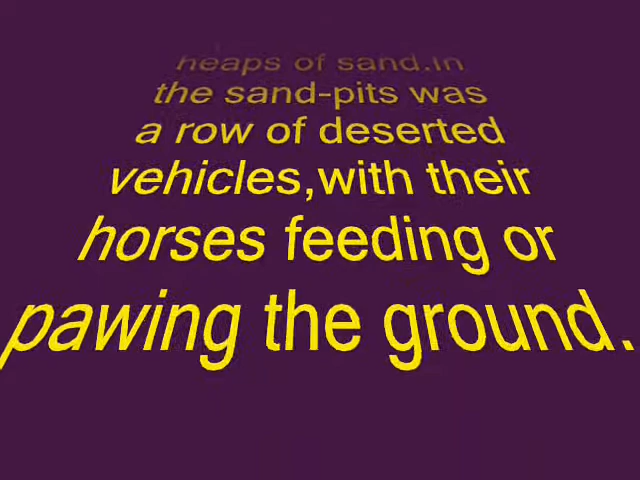 heaps of sand.in
the sand-pits was
a row of deserted
vehicles,with their
horses feeding or
pawing the ground.